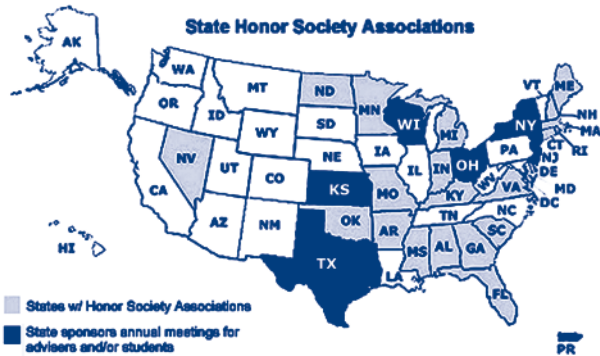 State Honor Society Associations
AK
WA
MT
ND
MN
ME
VT
NH
MA
RI
CT
OR
ID
WY
SD
WI
MI
NY
PA
NJ
DE
MD
DC
NV
UT
CO
NE
IA
IL
IN
OH
WV
VA
CA
AZ
NM
KS
MO
KY
TN
NC
SC
OK
AR
MS
AL
GA
HI
TX
LA
FL
PR
States w/ Honor Society Associations
State sponsors annual meetings for
advisers and/or students